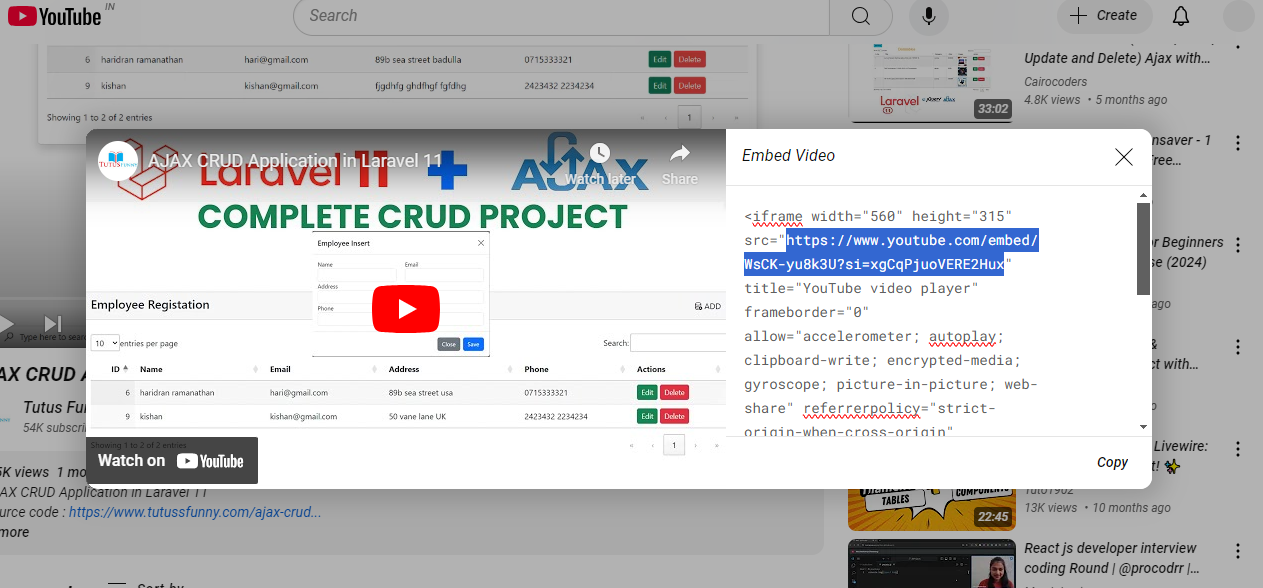 YouTube IN
Search
Create
6 haridran ramanathan hari@gmail.com 89b sea street badulla 0715333321 Edit Delete
9 kishan kishan@gmail.com fjgdhfg ghdfhgf fgfdhg 2423432 2234234 Edit Delete
Showing 1 to 2 of 2 entries
« ‹ 1 › »
Update and Delete) Ajax with...
Cairocoders
4.8K views • 5 months ago
Laravel AJAX
33:02
TUTUSFUNNY
AJAX CRUD Application in Laravel 11
Watch later
Share
Laravel 11 + AJAX
COMPLETE CRUD PROJECT
Employee Insert
Name Email
Address
Phone
Close Save
Employee Registation
ADD
10 entries per page
Search:
ID Name Email Address Phone Actions
6 haridran ramanathan hari@gmail.com 89b sea street usa 0715333321 Edit Delete
9 kishan kishan@gmail.com 50 vane lane UK 2423432 2234234 Edit Delete
Showing 1 to 2 of 2 entries
« ‹ 1 › »
Watch on YouTube
Embed Video
<iframe width="560" height="315"
src="https://www.youtube.com/embed/
WsCK-yu8k3U?si=xgCqPjuoVERE2Hux"
title="YouTube video player"
frameborder="0"
allow="accelerometer; autoplay;
clipboard-write; encrypted-media;
gyroscope; picture-in-picture; web-
share" referrerpolicy="strict-
origin-when-cross-origin"
Copy
nsaver - 1
ree...
or Beginners
se (2024)
&
ct with...
Livewire:
t! ✨
Tuto1902
13K views • 10 months ago
TABLES
COMPONENTS
22:45
React js developer interview
coding Round | @procodrr |...
Type here to sear
AX CRUD A
Tutus Fun
54K subscri
5K views 1 mo
AX CRUD Application in Laravel 11
urce code : https://www.tutussfunny.com/ajax-crud...
more
Sort by